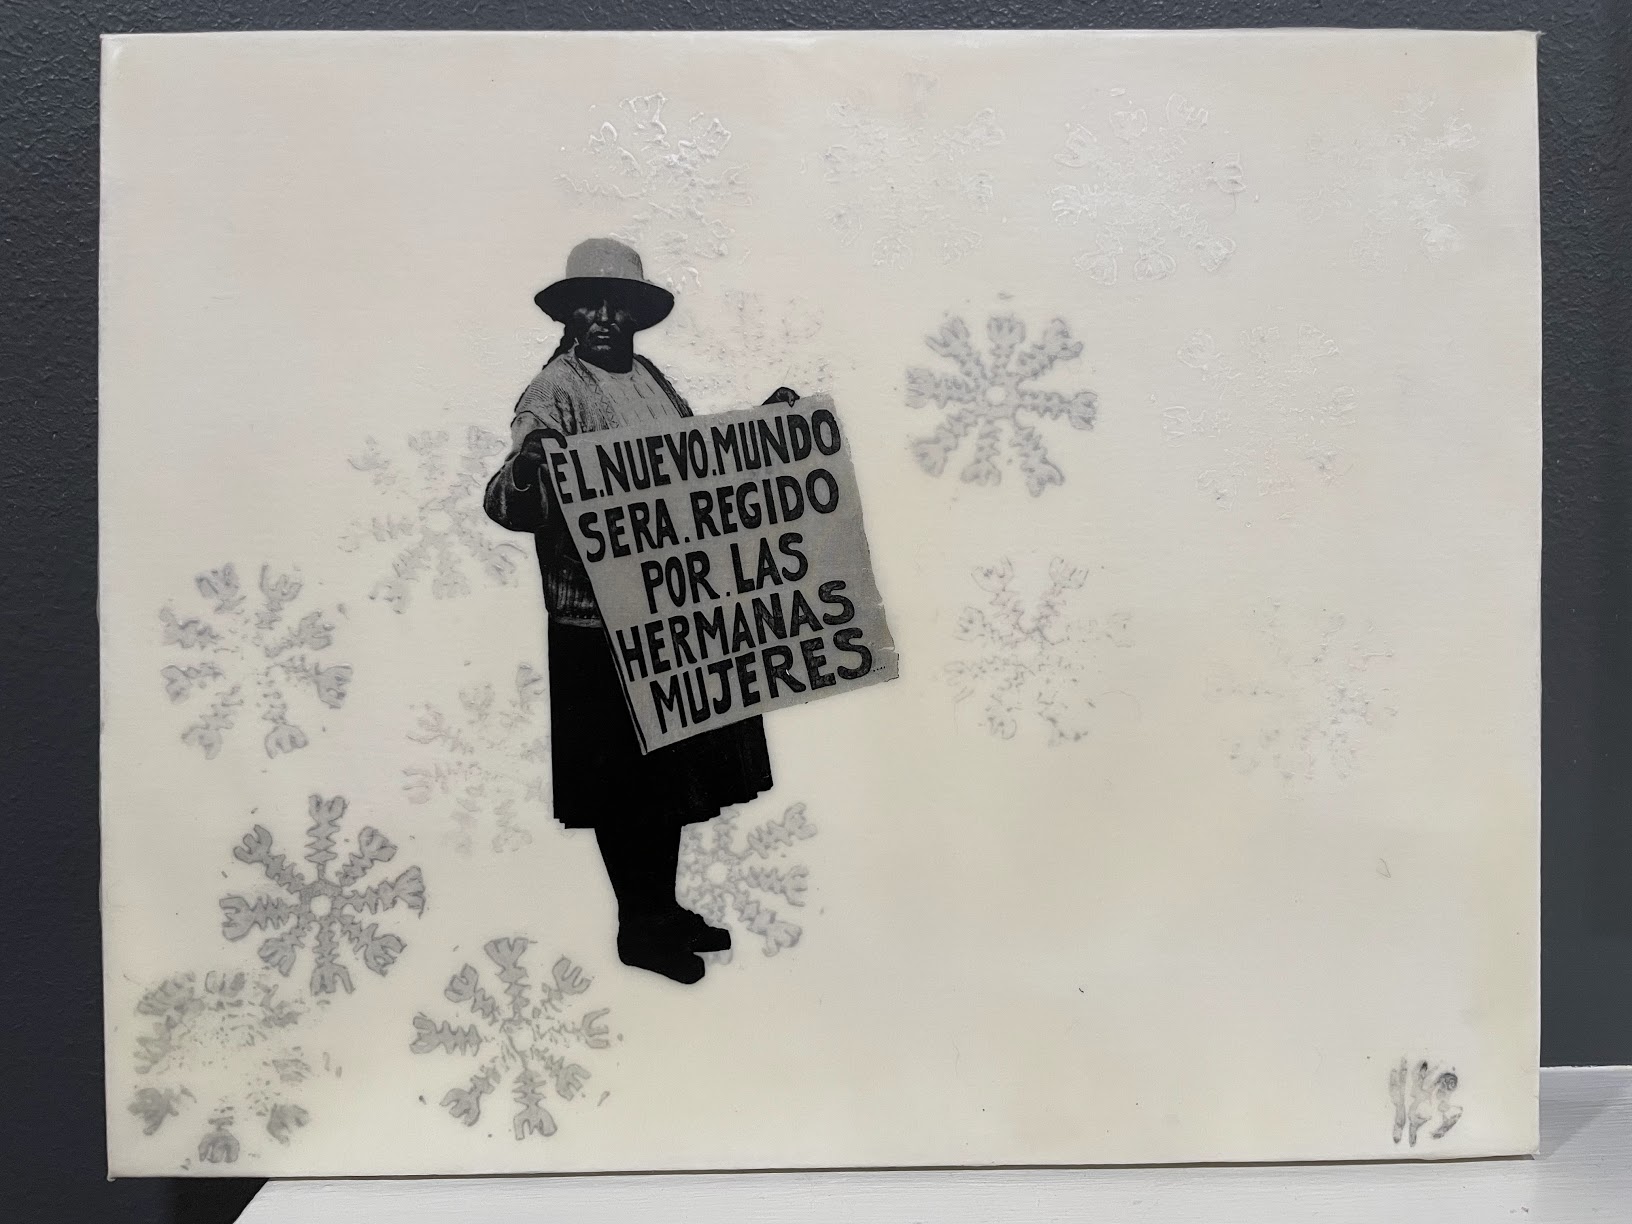 EL.NUEVO.MUNDO
SERA.REGIDO
POR.LAS
HERMANAS
MUJERES....